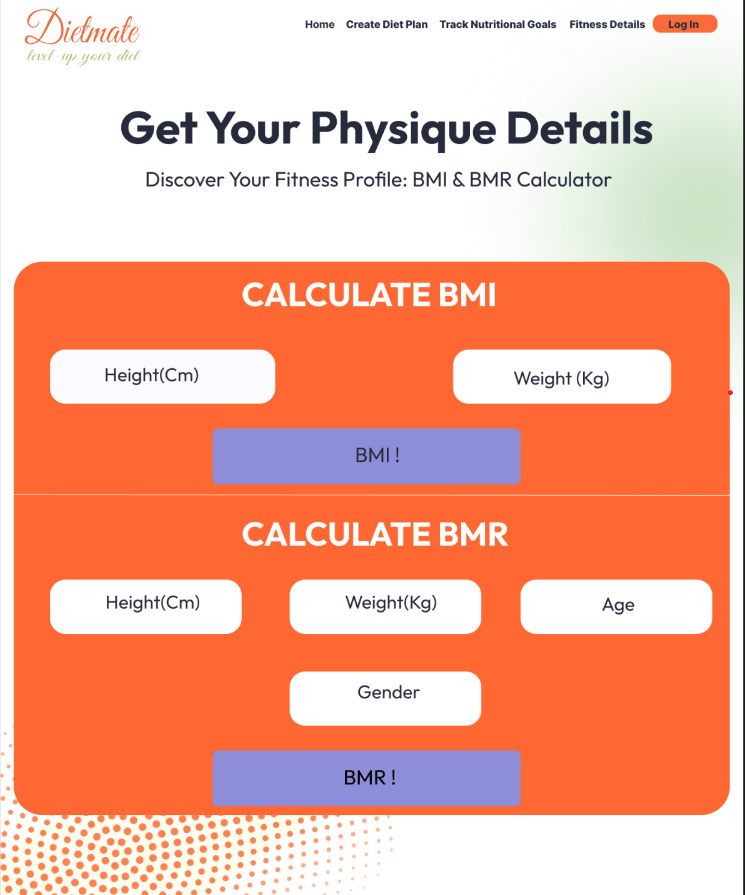 Dietmate
level-up your diet
Home Create Diet Plan Track Nutritional Goals Fitness Details Log In
Get Your Physique Details
Discover Your Fitness Profile: BMI & BMR Calculator
CALCULATE BMI
Height(Cm) Weight (Kg)
BMI !
CALCULATE BMR
Height(Cm) Weight(Kg) Age
Gender
BMR !